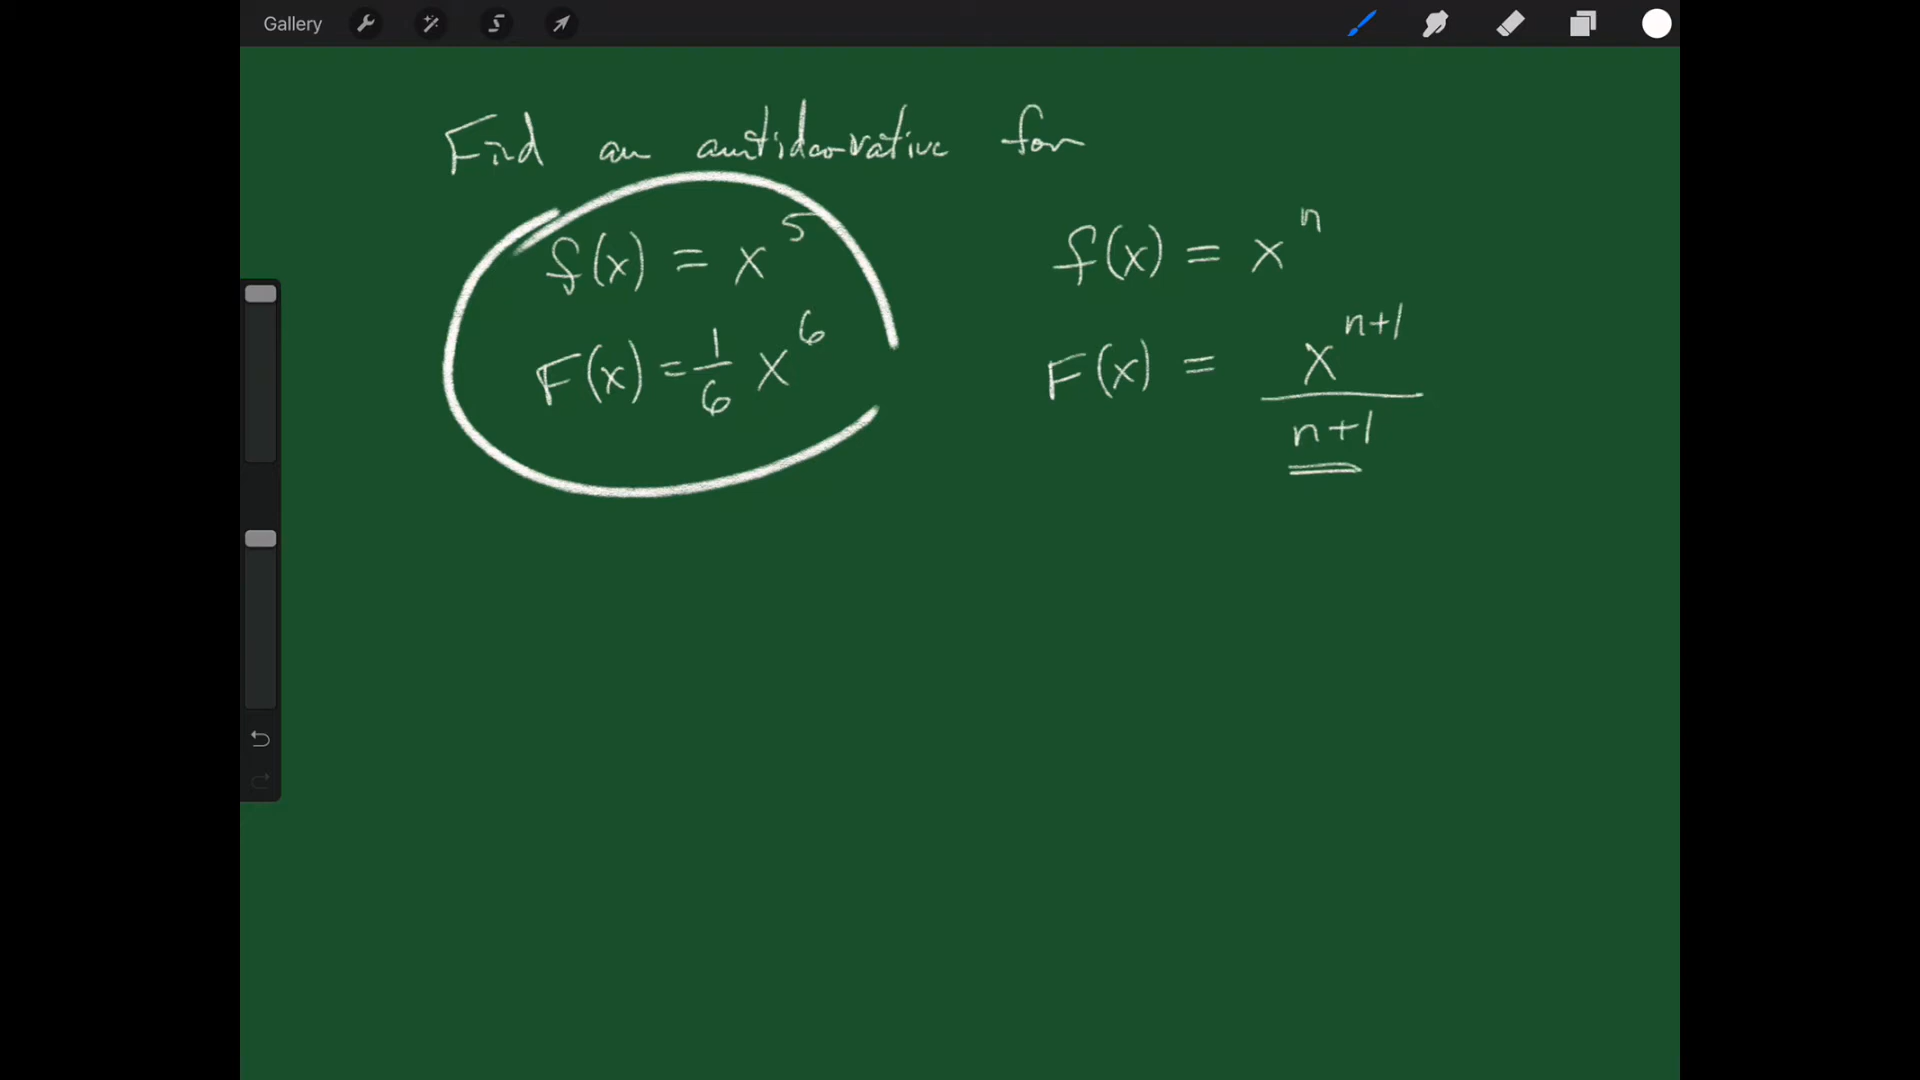 Gallery
Find an antiderivative for
f(x) = x^5
F(x) = 1/6 x^6
f(x) = x^n
F(x) = x^{n+1}/n+1